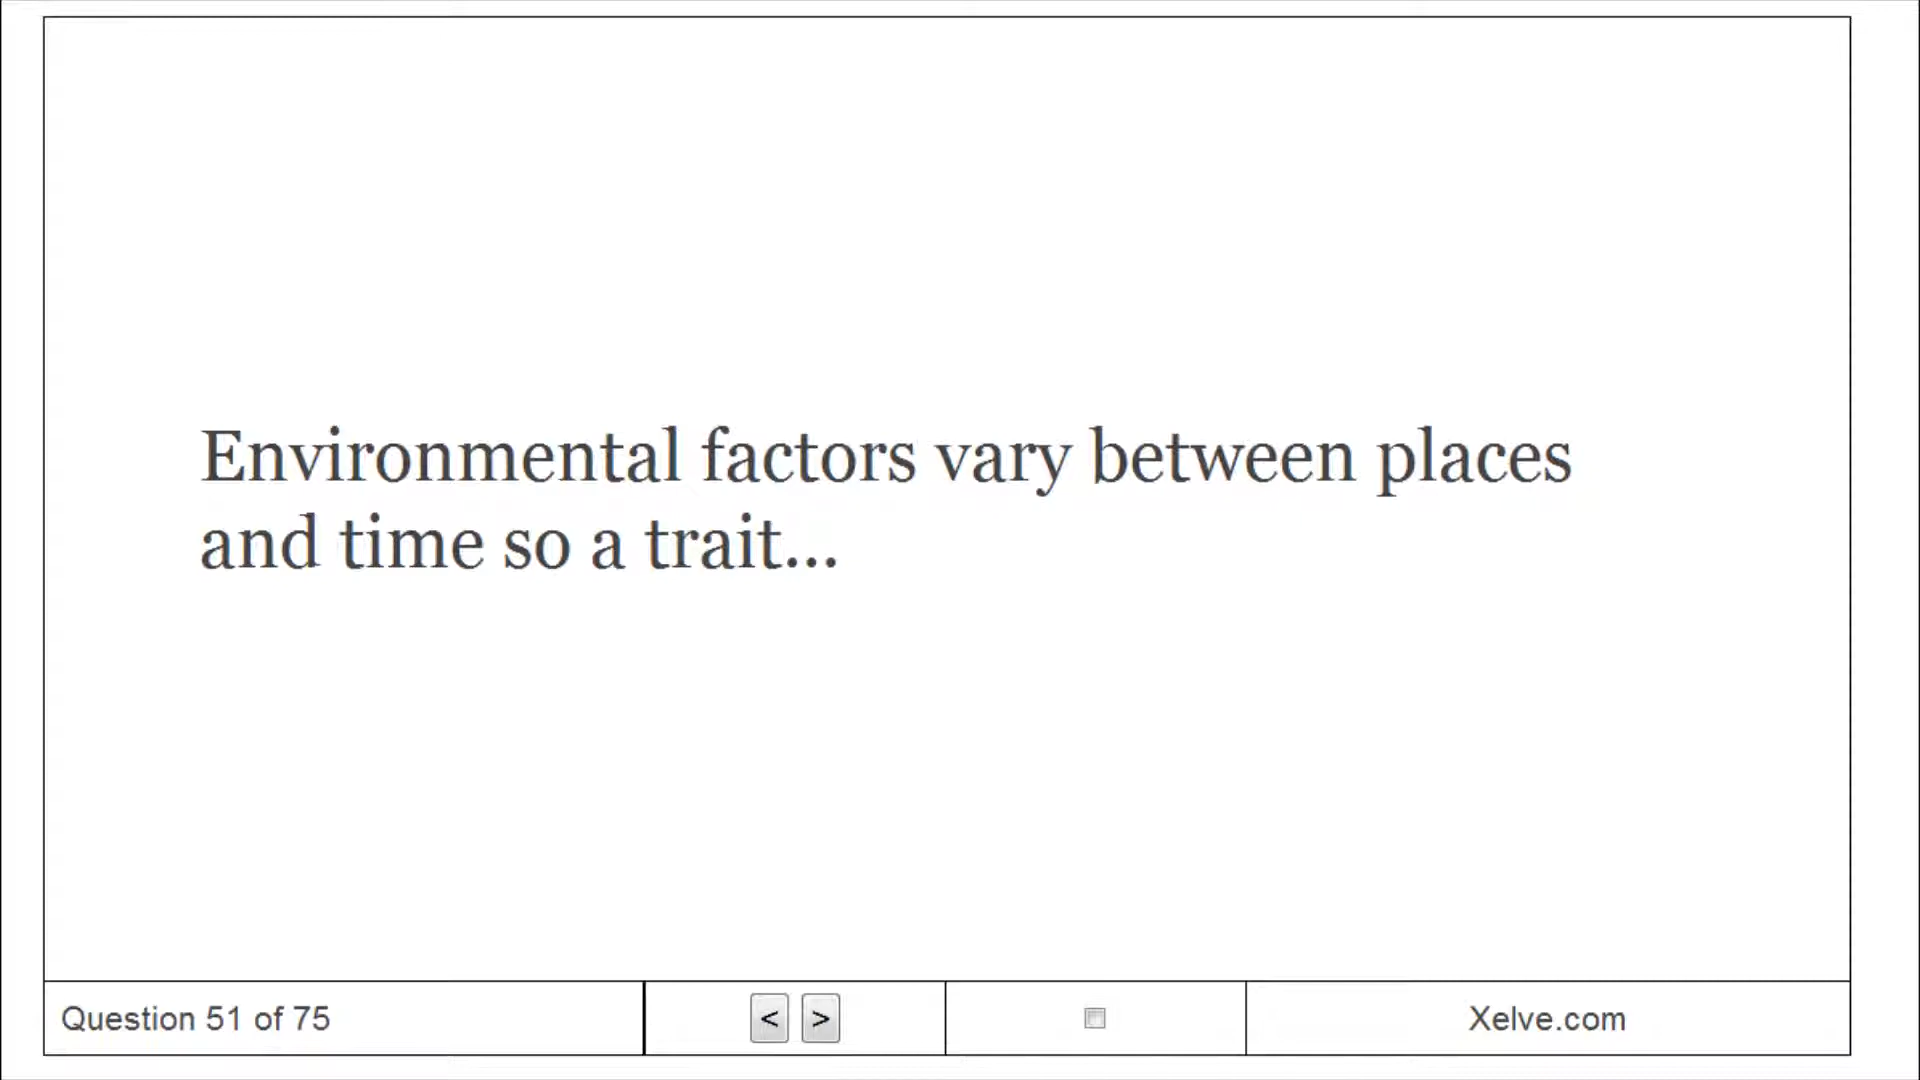 Environmental factors vary between places
and time so a trait...
Question 51 of 75
< >
Xelve.com